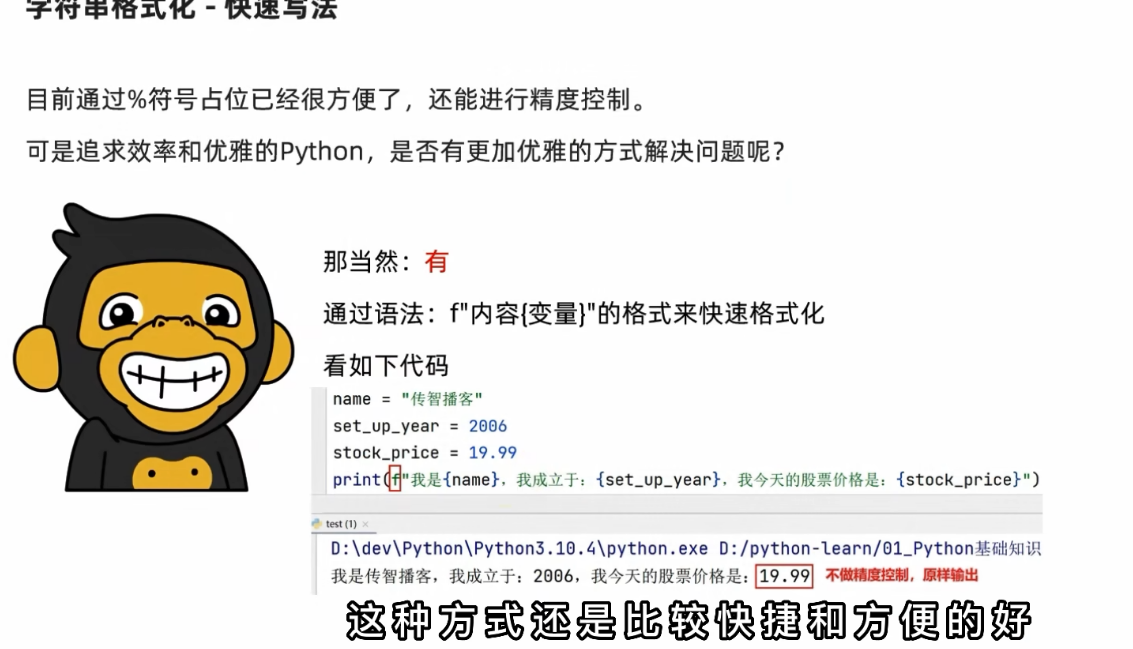 字符串格式化 - 快速写法
目前通过%符号占位已经很方便了，还能进行精度控制。
可是追求效率和优雅的Python，是否有更加优雅的方式解决问题呢？
那当然：有
通过语法：f"内容{变量}"的格式来快速格式化
看如下代码
name = "传智播客"
set_up_year = 2006
stock_price = 19.99
print(f"我是{name}，我成立于：{set_up_year}，我今天的股票价格是：{stock_price}")
test (1) ×
D:\dev\Python\Python3.10.4\python.exe D:/python-learn/01_Python基础知识
我是传智播客，我成立于：2006，我今天的股票价格是：19.99 不做精度控制，原样输出
这种方式还是比较快捷和方便的好